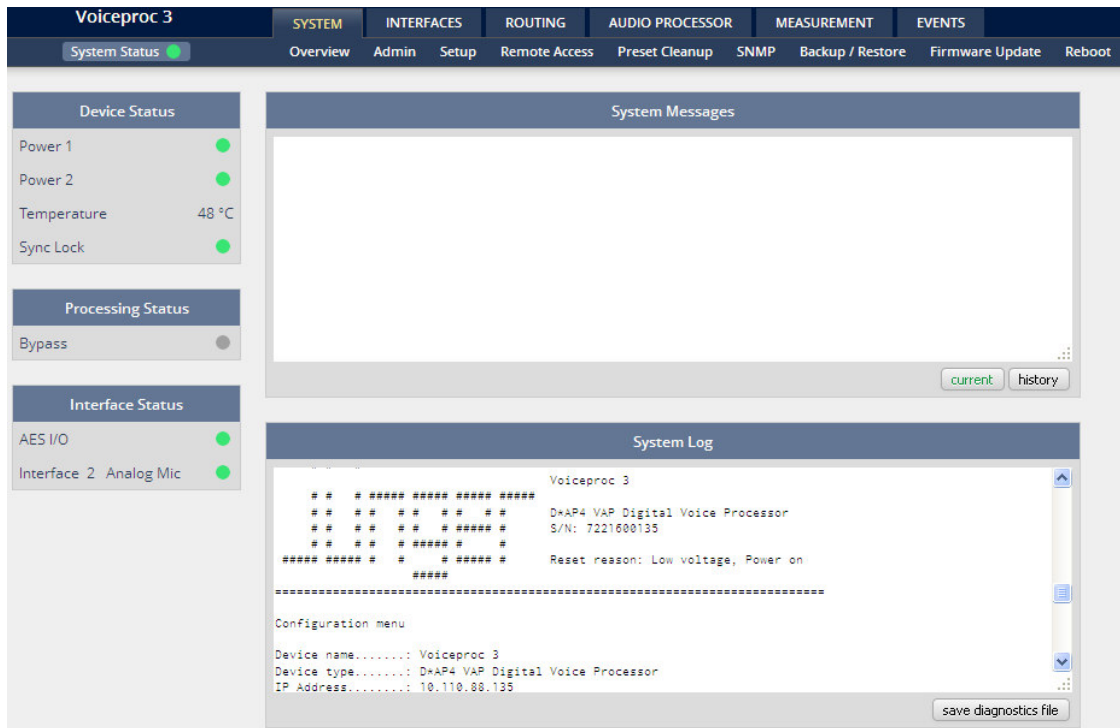 Voiceproc 3
SYSTEM INTERFACES ROUTING AUDIO PROCESSOR MEASUREMENT EVENTS
System Status
Overview Admin Setup Remote Access Preset Cleanup SNMP Backup / Restore Firmware Update Reboot
Device Status
Power 1
Power 2
Temperature 48 °C
Sync Lock
Processing Status
Bypass
Interface Status
AES I/O
Interface 2 Analog Mic
System Messages
current history
System Log
Voiceproc 3
D*AP4 VAP Digital Voice Processor
S/N: 7221600135
Reset reason: Low voltage, Power on
Configuration menu
Device name.......: Voiceproc 3
Device type.......: D*AP4 VAP Digital Voice Processor
IP Address........: 10.110.88.135
save diagnostics file